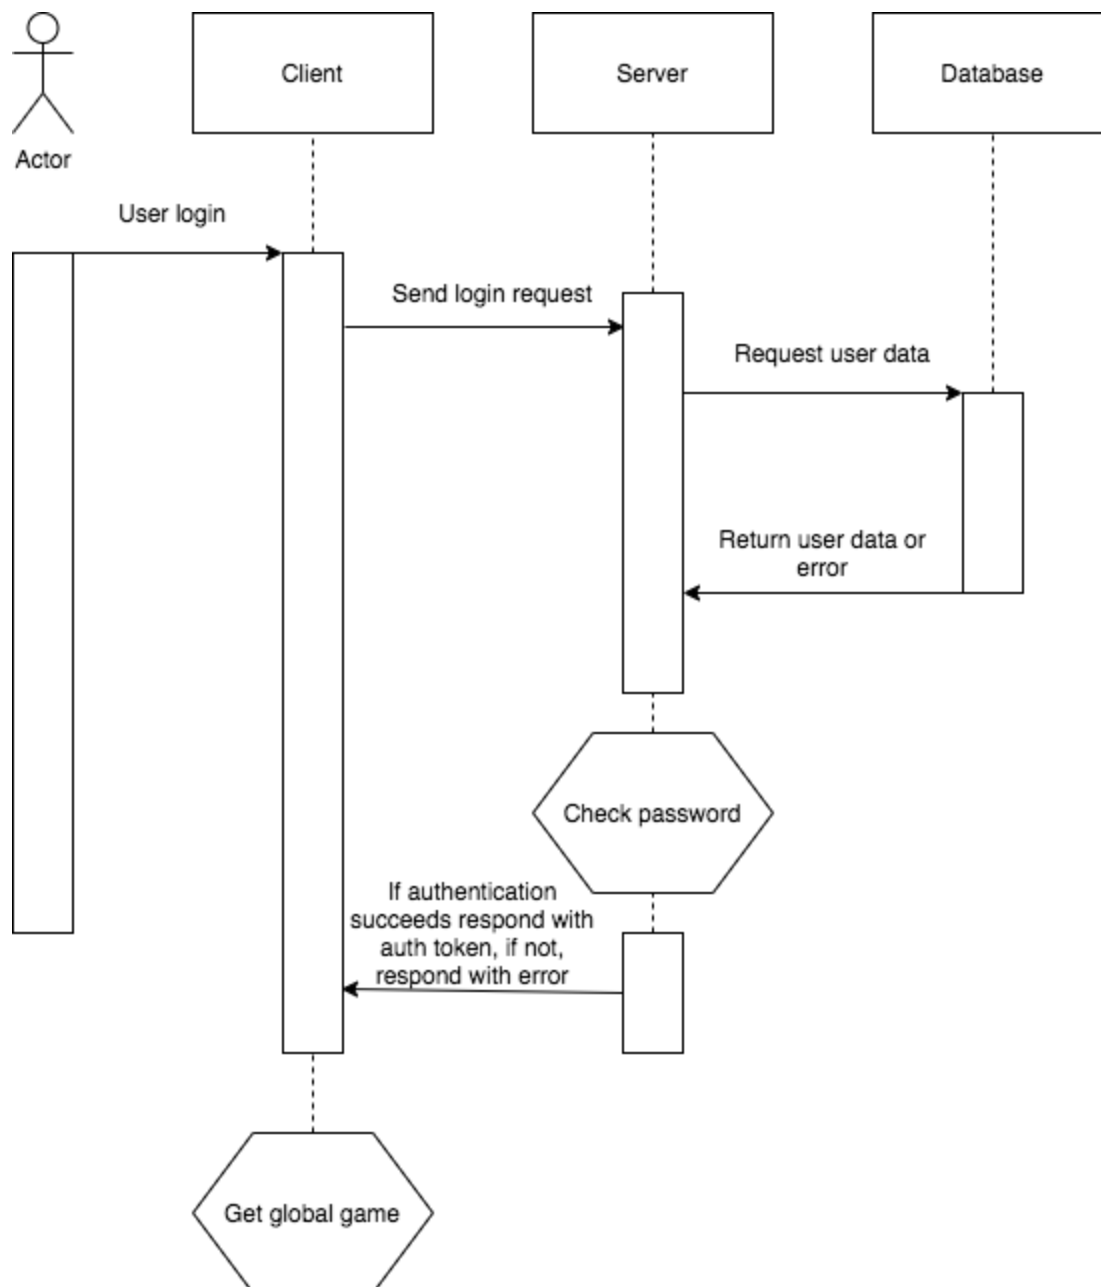 Client
Server
Database
Actor
User login
Send login request
Request user data
Return user data or
error
Check password
If authentication
succeeds respond with
auth token, if not,
respond with error
Get global game